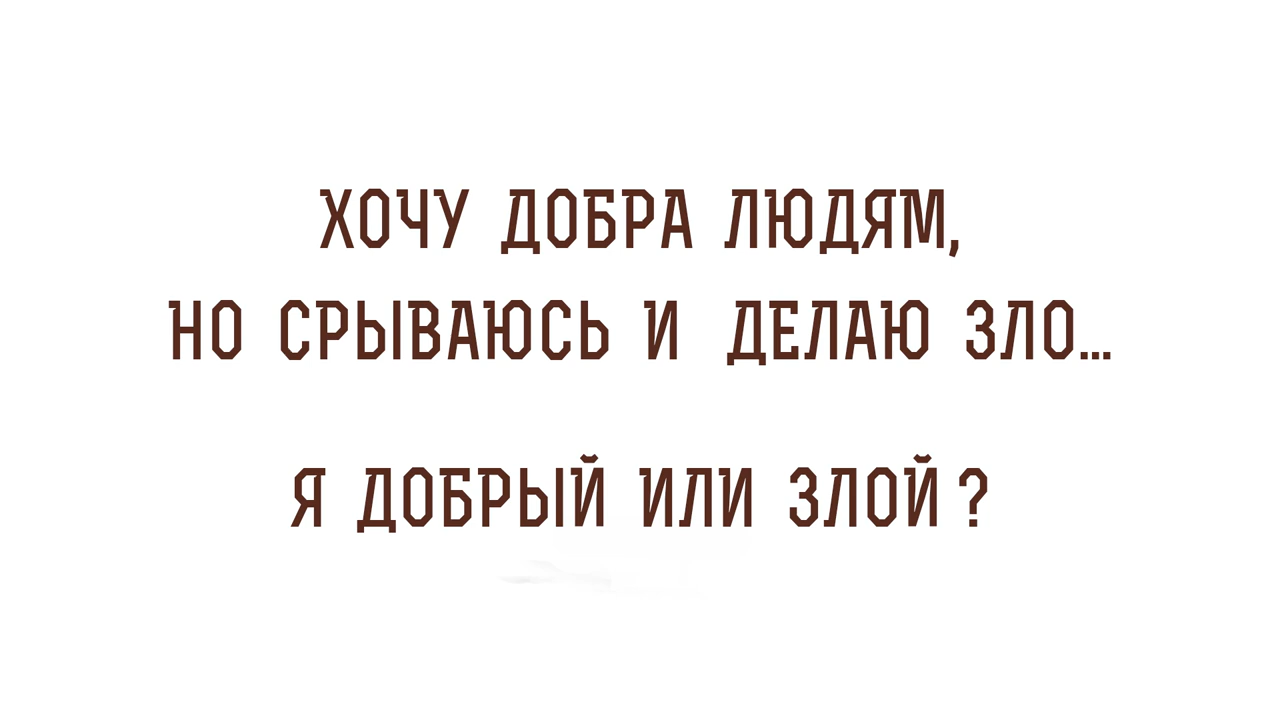 ХОЧУ ДОБРА ЛЮДЯМ,
НО СРЫВАЮСЬ И ДЕЛАЮ ЗЛО...
Я ДОБРЫЙ ИЛИ ЗЛОЙ?